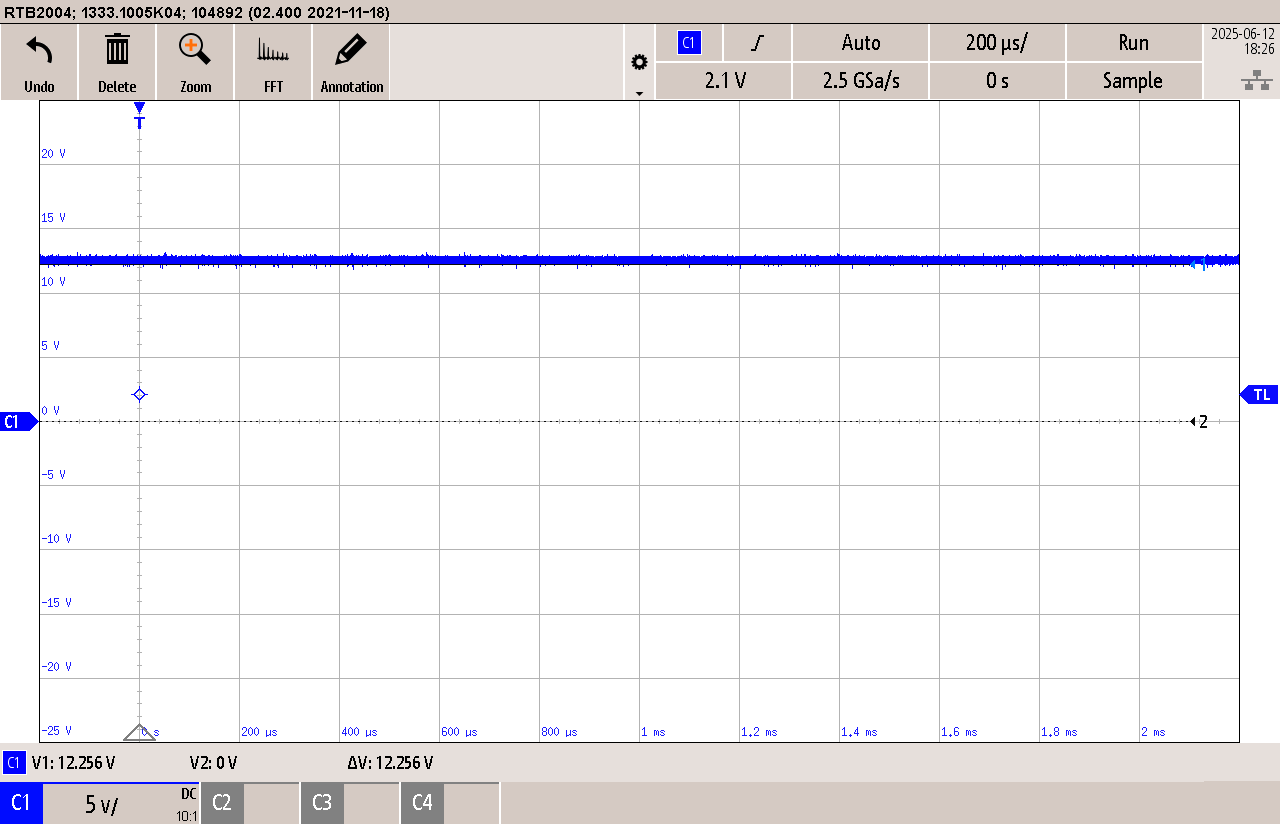 RTB2004; 1333.1005K04; 104892 (02.400 2021-11-18)
Undo Delete Zoom FFT Annotation
C1 Auto 200 µs/ Run
2.1 V 2.5 GSa/s 0 s Sample
2025-06-12
18:26
T
20 V
15 V
1
10 V
5 V
TL
0 V
C1 2
-5 V
-10 V
-15 V
-20 V
-25 V 0 s 200 µs 400 µs 600 µs 800 µs 1 ms 1.2 ms 1.4 ms 1.6 ms 1.8 ms 2 ms
C1 V1: 12.256 V V2: 0 V ΔV: 12.256 V
C1 5 V/ DC 10:1 C2 C3 C4